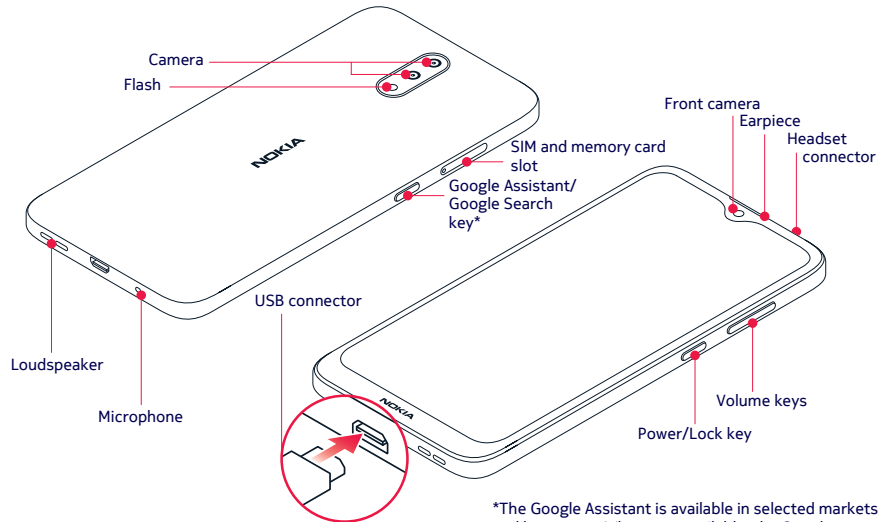 Camera
Flash
NOKIA
SIM and memory card
slot
Google Assistant/
Google Search
key*
Front camera
Earpiece
Headset
connector
USB connector
Loudspeaker
Microphone
NOKIA
Volume keys
Power/Lock key
*The Google Assistant is available in selected markets